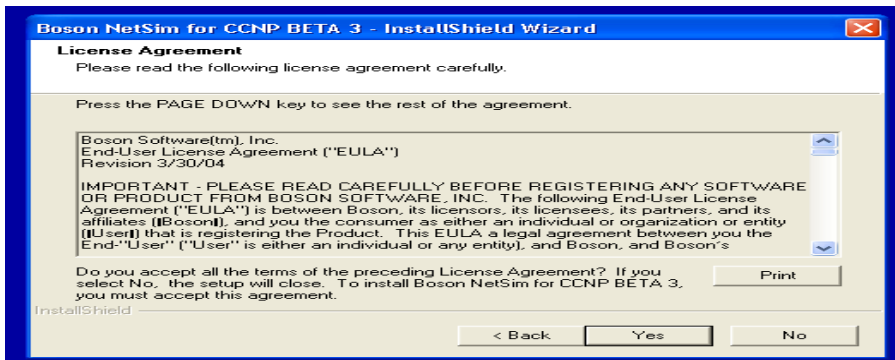 Boson NetSim for CCNP BETA 3 - InstallShield Wizard
License Agreement
Please read the following license agreement carefully.
Press the PAGE DOWN key to see the rest of the agreement.
Boson Software(tm), Inc.
End-User License Agreement ("EULA")
Revision 3/30/04
IMPORTANT - PLEASE READ CAREFULLY BEFORE REGISTERING ANY SOFTWARE
OR PRODUCT FROM BOSON SOFTWARE, INC.  The following End-User License
Agreement ("EULA") is between Boson, its licensors, its licensees, its partners, and its
affiliates (|Boson|), and you the consumer as either an individual or organization or entity
(|User|) that is registering the Product.  This EULA a legal agreement between you the
End-"User" ("User" is either an individual or any entity), and Boson, and Boson's
Do you accept all the terms of the preceding License Agreement?  If you
select No,  the setup will close.  To install Boson NetSim for CCNP BETA 3,
you must accept this agreement.
Print
InstallShield
< Back
Yes
No